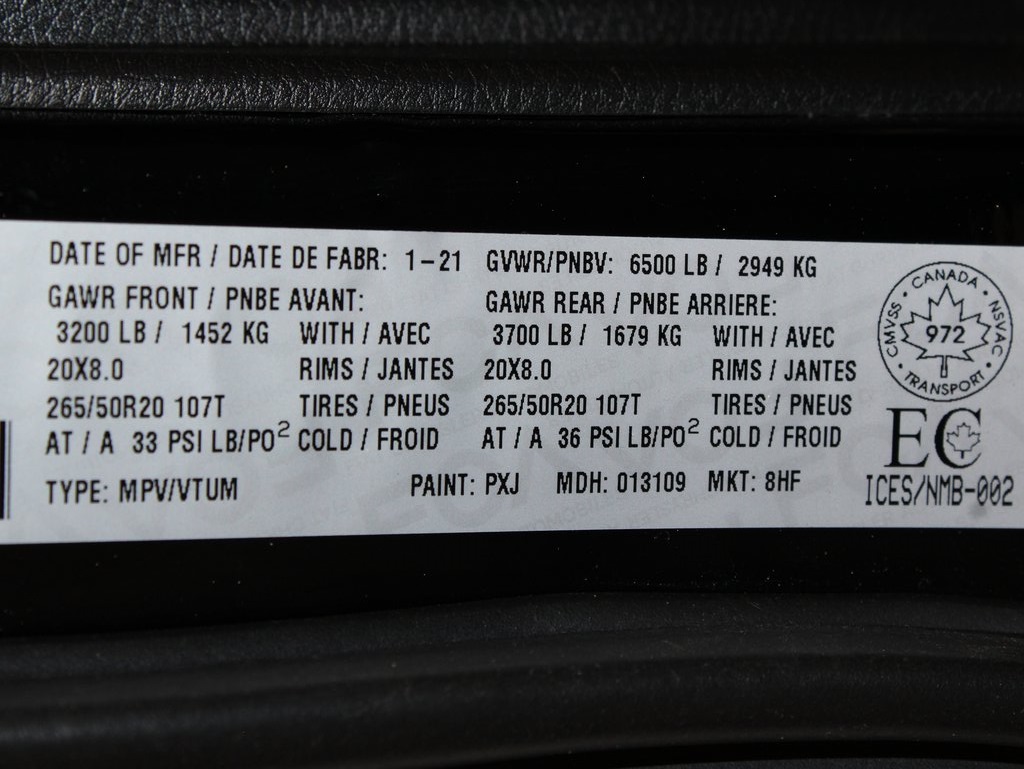 DATE OF MFR / DATE DE FABR: 1-21 GVWR/PNBV: 6500 LB / 2949 KG
GAWR FRONT / PNBE AVANT: GAWR REAR / PNBE ARRIERE:
3200 LB / 1452 KG WITH / AVEC 3700 LB / 1679 KG WITH / AVEC
20X8.0 RIMS / JANTES 20X8.0 RIMS / JANTES
265/50R20 107T TIRES / PNEUS 265/50R20 107T TIRES / PNEUS
AT / A 33 PSI LB/PO² COLD / FROID AT / A 36 PSI LB/PO² COLD / FROID
TYPE: MPV/VTUM PAINT: PXJ MDH: 013109 MKT: 8HF
CMVSS · CANADA · NSVAC · TRANSPORT ·
972
EC
ICES/NMB-002